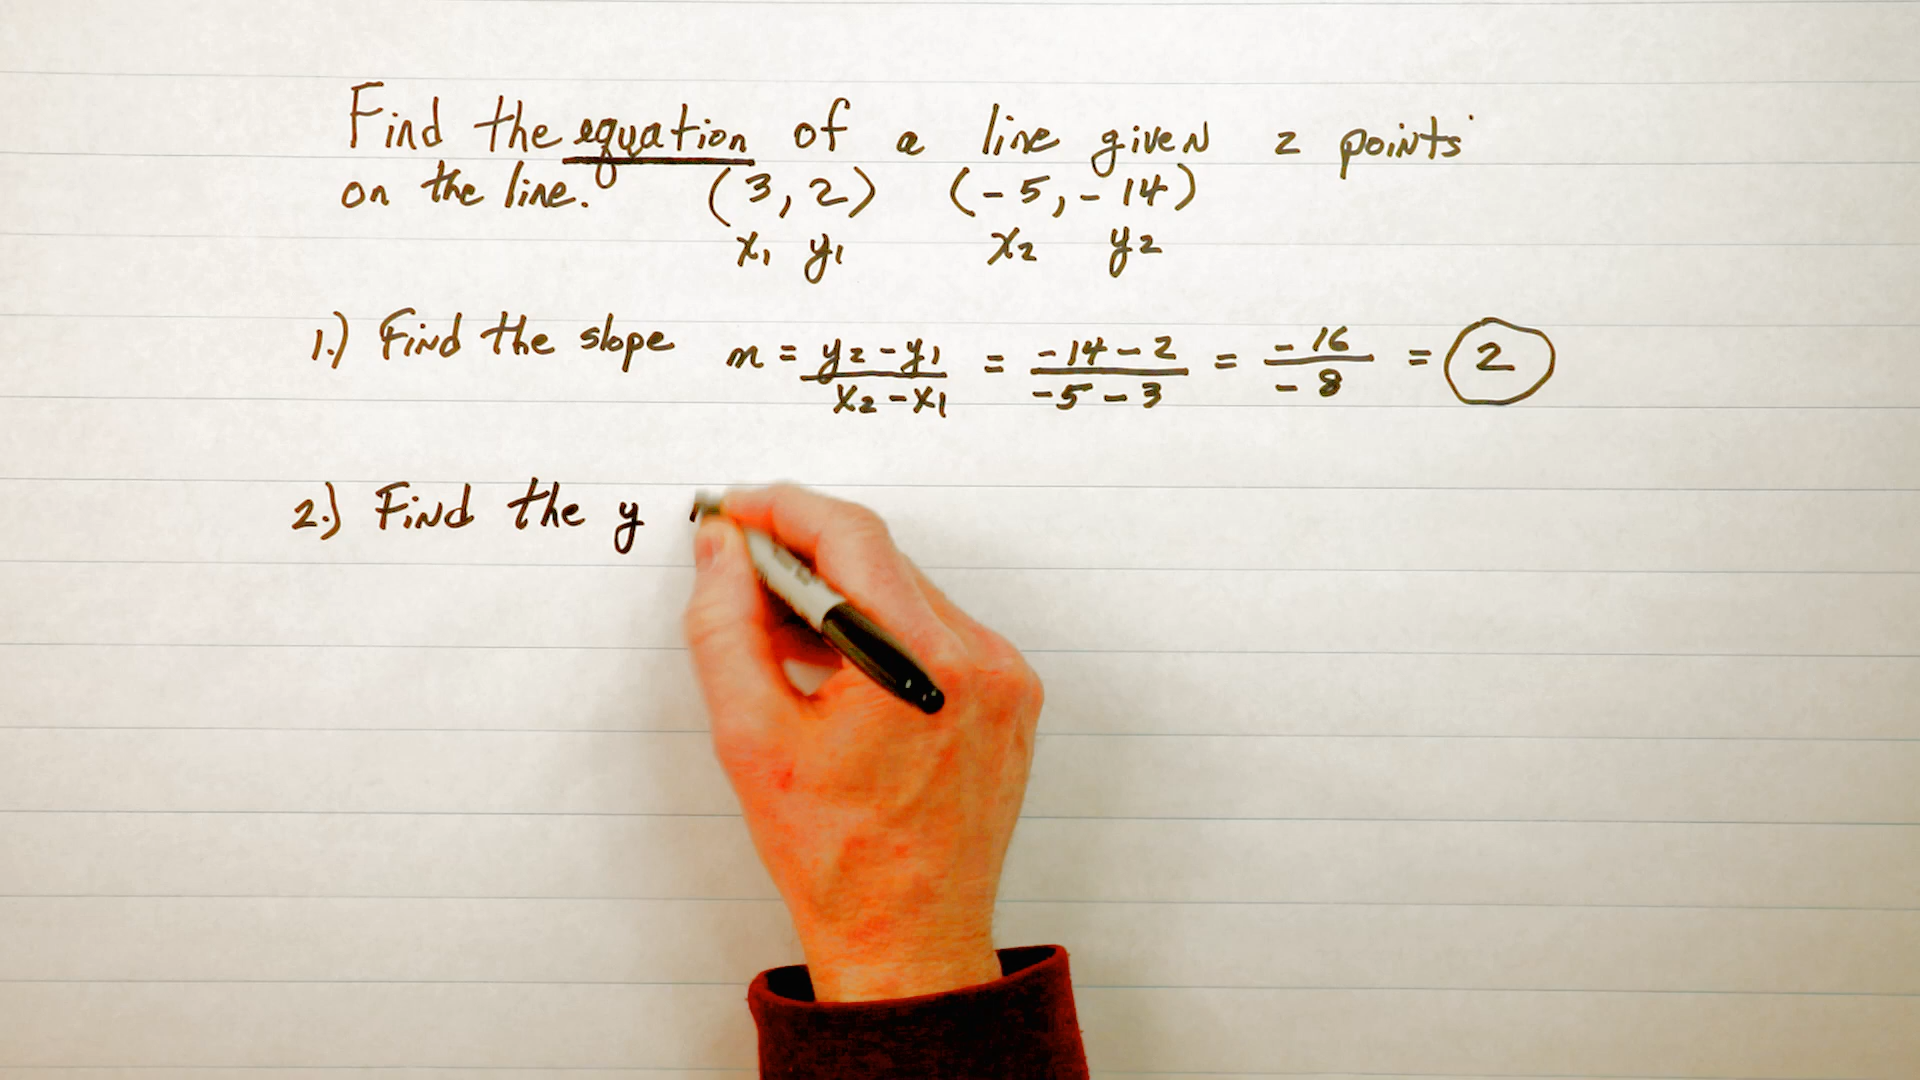 Find the equation of a line given 2 points
on the line. (3, 2) (-5, -14)
x₁ y₁ x₂ y₂
1.) Find the slope m = y₂-y₁/x₂-x₁ = -14-2/-5-3 = -16/-8 = 2
2.) Find the y